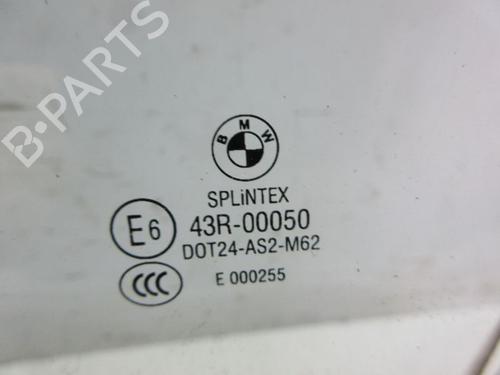 B-PARTS
BMW
SPLiNTEX
E6 43R-00050
DOT24-AS2-M62
CCC E 000255